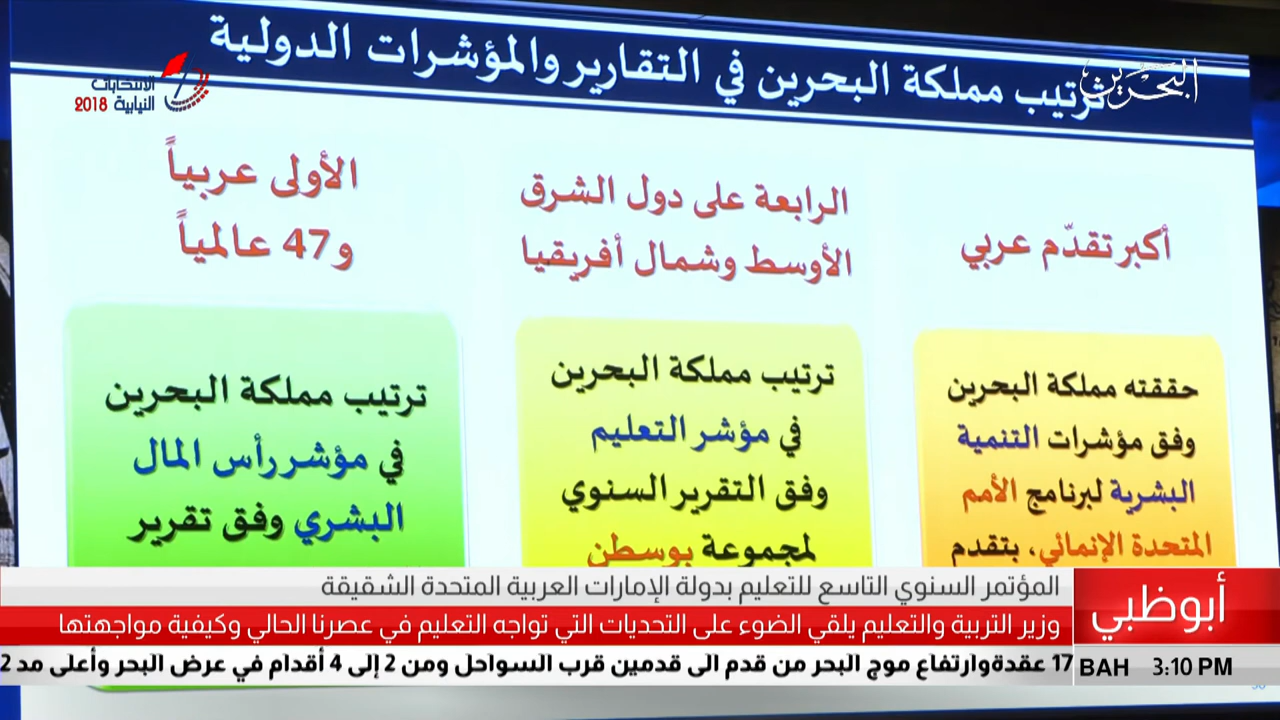 ترتيب مملكة البحرين في التقارير والمؤشرات الدولية
البحرين
الانتخابات
النيابية 2018
أكبر تقدّم عربي
حققته مملكة البحرين
وفق مؤشرات التنمية
البشرية لبرنامج الأمم
المتحدة الإنمائي، بتقدم
الرابعة على دول الشرق
الأوسط وشمال أفريقيا
ترتيب مملكة البحرين
في مؤشر التعليم
وفق التقرير السنوي
لمجموعة بوسطن
الأولى عربياً
و47 عالمياً
ترتيب مملكة البحرين
في مؤشر رأس المال
البشري وفق تقرير
أبوظبي
المؤتمر السنوي التاسع للتعليم بدولة الإمارات العربية المتحدة الشقيقة
وزير التربية والتعليم يلقي الضوء على التحديات التي تواجه التعليم في عصرنا الحالي وكيفية مواجهتها
BAH 3:10 PM
17 عقدةوارتفاع موج البحر من قدم الى قدمين قرب السواحل ومن 2 إلى 4 أقدام في عرض البحر وأعلى مد 2